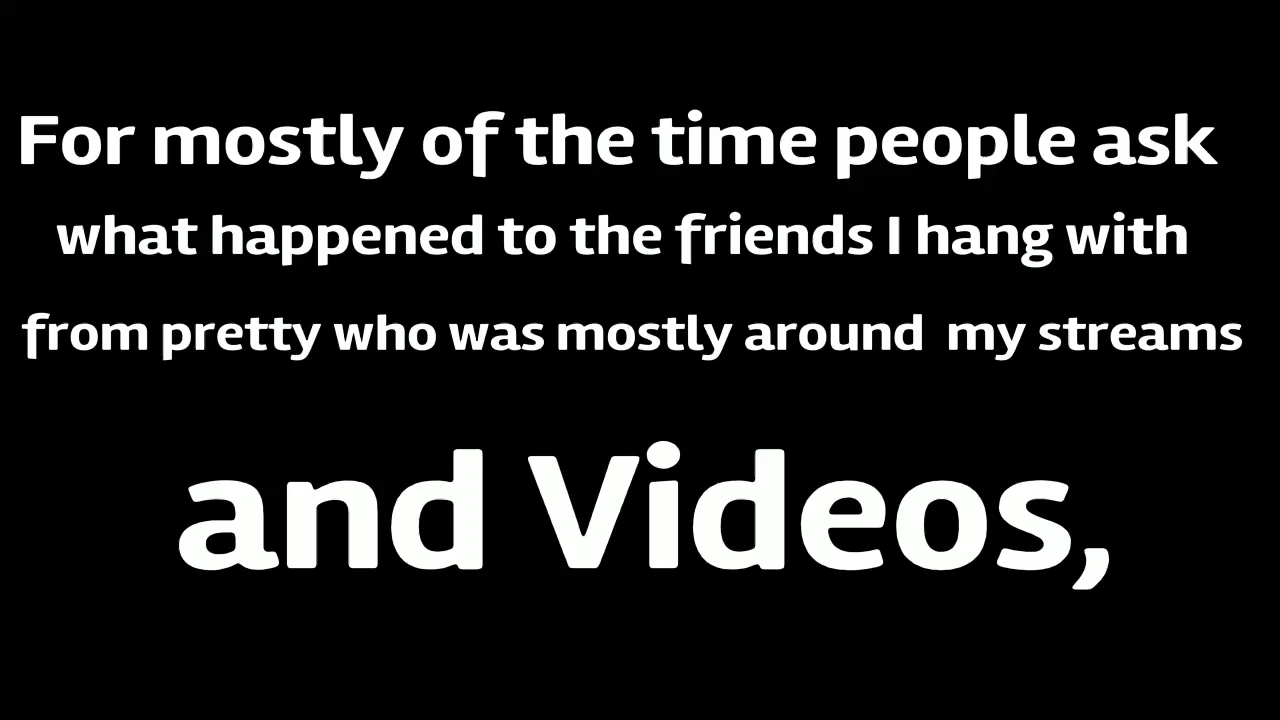 For mostly of the time people ask
what happened to the friends I hang with
from pretty who was mostly around my streams
and Videos,